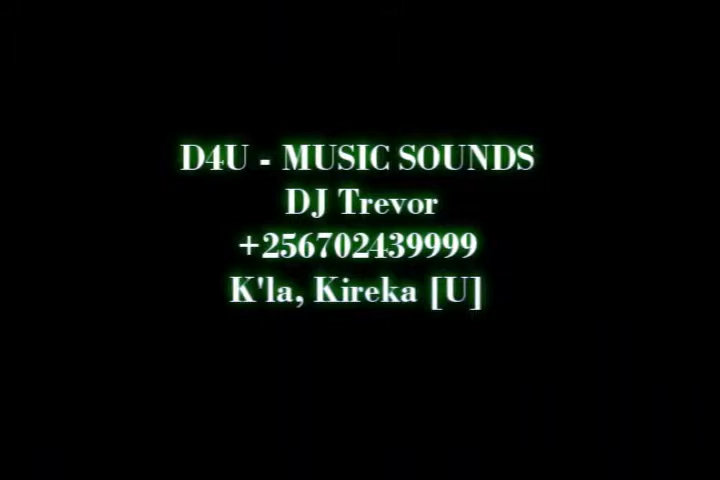 D4U - MUSIC SOUNDS
DJ Trevor
+256702439999
K'la, Kireka [U]